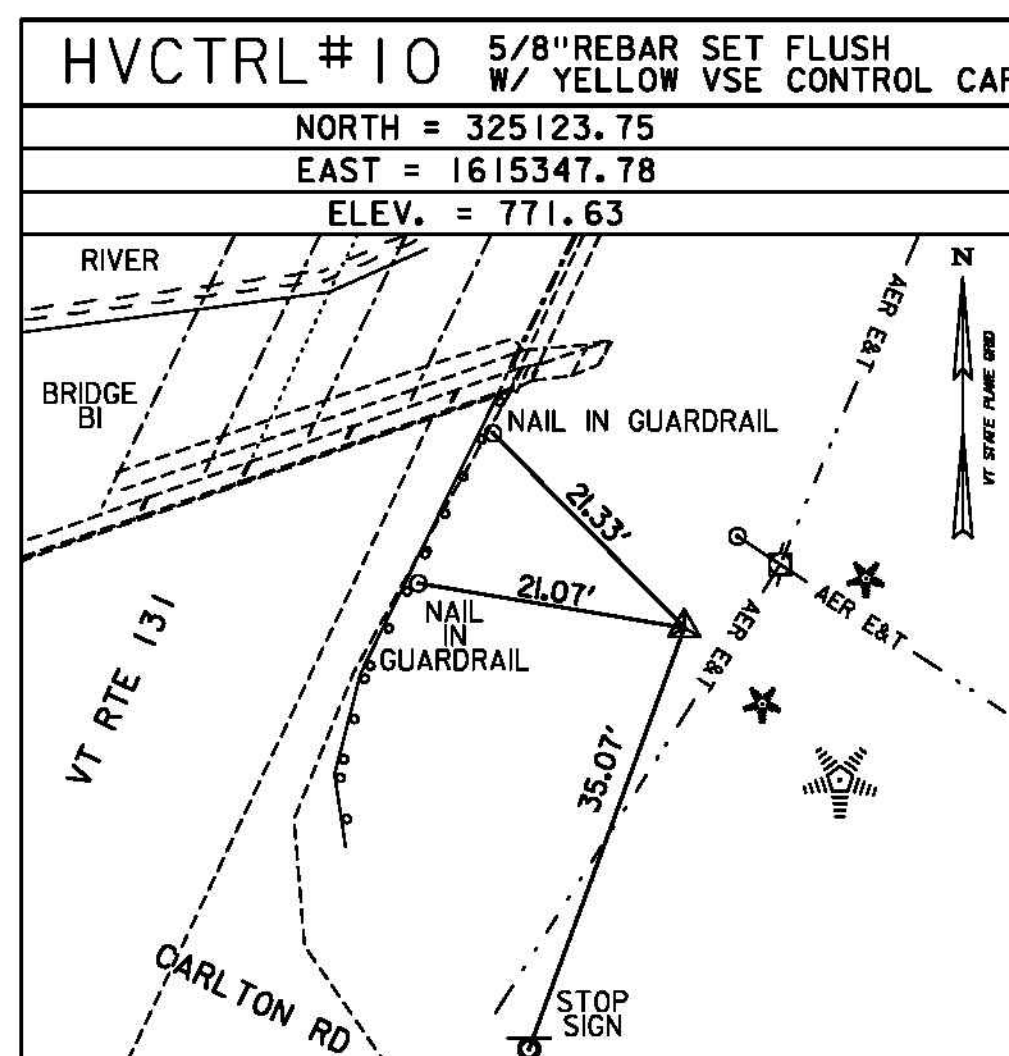 HVCTRL#10
5/8"REBAR SET FLUSH
W/ YELLOW VSE CONTROL
NORTH = 325123.75
EAST = 1615347.78
ELEV. = 771.63
RIVER
N
AER E&T
VT STATE PLANE GRID
BRIDGE
B1
NAIL IN GUARDRAIL
21.33'
21.07'
NAIL
IN
GUARDRAIL
AER E&T
AER E&T
VT RTE 131
35.07'
CARLTON RD
STOP
SIGN